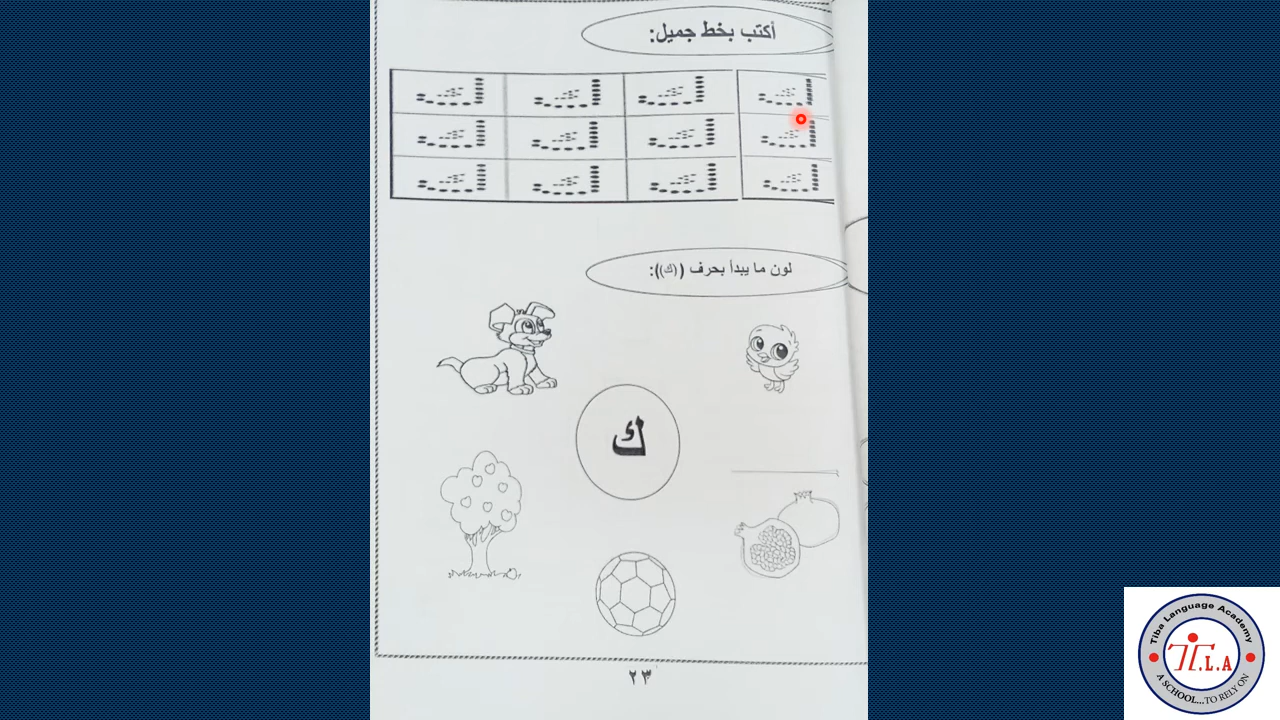 أكتب بخط جميل:
ك ك ك ك
ك ك ك ك
ك ك ك ك
لون ما يبدأ بحرف ((ك)):
ك
٢٣
Tiba Language Academy
T.L.A
A SCHOOL...TO RELY ON